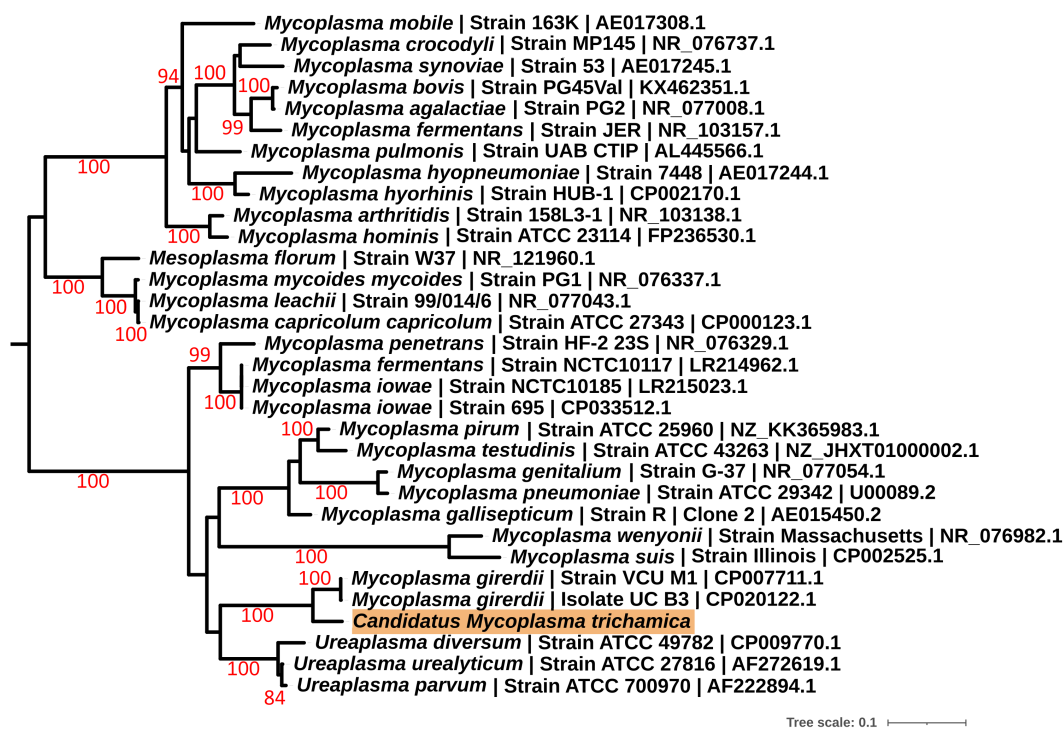 Mycoplasma mobile | Strain 163K | AE017308.1
Mycoplasma crocodyli | Strain MP145 | NR_076737.1
Mycoplasma synoviae | Strain 53 | AE017245.1
94
100
100
Mycoplasma bovis | Strain PG45Val | KX462351.1
Mycoplasma agalactiae | Strain PG2 | NR_077008.1
99
Mycoplasma fermentans | Strain JER | NR_103157.1
Mycoplasma pulmonis | Strain UAB CTIP | AL445566.1
100
Mycoplasma hyopneumoniae | Strain 7448 | AE017244.1
100
Mycoplasma hyorhinis | Strain HUB-1 | CP002170.1
Mycoplasma arthritidis | Strain 158L3-1 | NR_103138.1
100
Mycoplasma hominis | Strain ATCC 23114 | FP236530.1
Mesoplasma florum | Strain W37 | NR_121960.1
100
Mycoplasma mycoides mycoides | Strain PG1 | NR_076337.1
100
Mycoplasma leachii | Strain 99/014/6 | NR_077043.1
100
Mycoplasma capricolum capricolum | Strain ATCC 27343 | CP000123.1
99
Mycoplasma penetrans | Strain HF-2 23S | NR_076329.1
Mycoplasma fermentans | Strain NCTC10117 | LR214962.1
Mycoplasma iowae | Strain NCTC10185 | LR215023.1
100
Mycoplasma iowae | Strain 695 | CP033512.1
100
Mycoplasma pirum | Strain ATCC 25960 | NZ_KK365983.1
Mycoplasma testudinis | Strain ATCC 43263 | NZ_JHXT01000002.1
100
Mycoplasma genitalium | Strain G-37 | NR_077054.1
100
100
Mycoplasma pneumoniae | Strain ATCC 29342 | U00089.2
Mycoplasma gallisepticum | Strain R | Clone 2 | AE015450.2
Mycoplasma wenyonii | Strain Massachusetts | NR_076982.1
100
Mycoplasma suis | Strain Illinois | CP002525.1
100
Mycoplasma girerdii | Strain VCU M1 | CP007711.1
Mycoplasma girerdii | Isolate UC B3 | CP020122.1
100
Candidatus Mycoplasma trichamica
Ureaplasma diversum | Strain ATCC 49782 | CP009770.1
100
Ureaplasma urealyticum | Strain ATCC 27816 | AF272619.1
Ureaplasma parvum | Strain ATCC 700970 | AF222894.1
84
Tree scale: 0.1